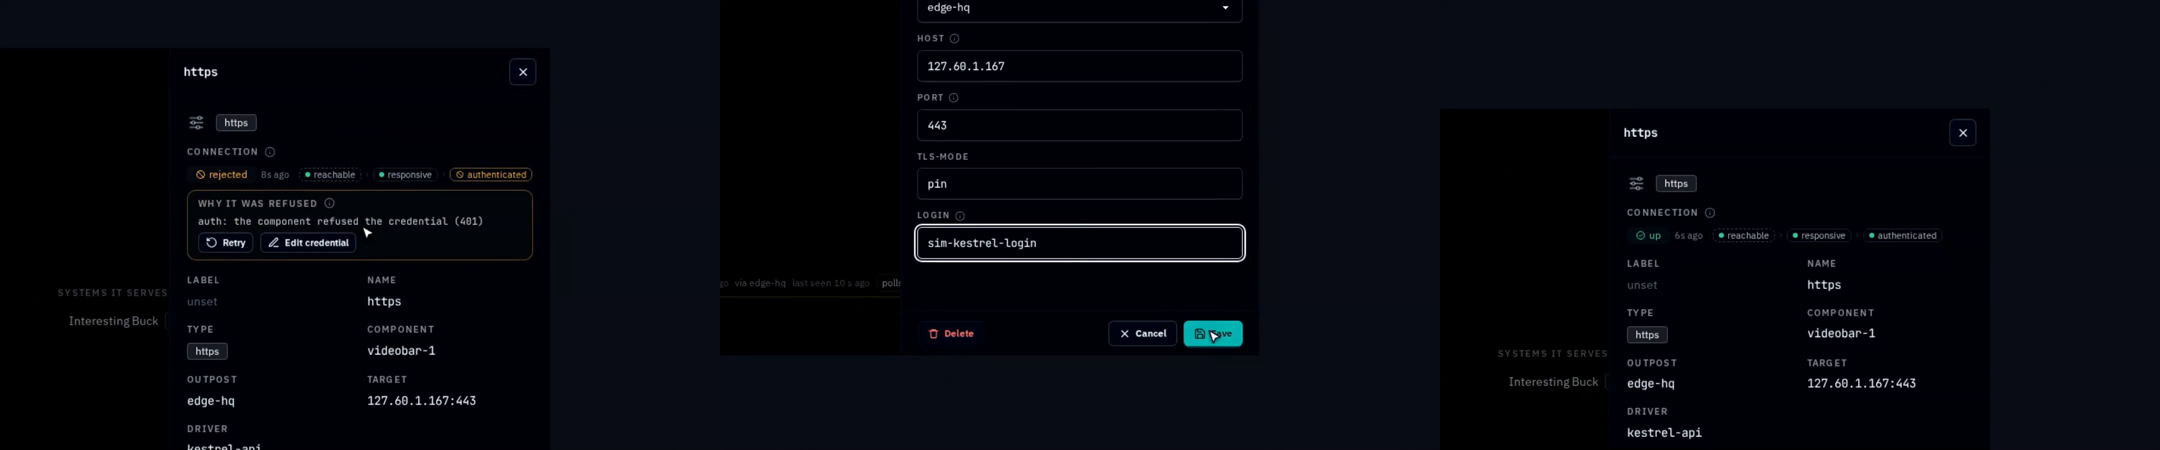 https
https
CONNECTION
rejected 8s ago reachable responsive authenticated
WHY IT WAS REFUSED
auth: the component refused the credential (401)
Retry Edit credential
LABEL NAME
unset https
TYPE COMPONENT
https videobar-1
OUTPOST TARGET
edge-hq 127.60.1.167:443
DRIVER
kestrel-api
SYSTEMS IT SERVES
Interesting Buck
edge-hq
HOST
127.60.1.167
PORT
443
TLS-MODE
pin
LOGIN
sim-kestrel-login
via edge-hq last seen 10 s ago
Delete Cancel
https
https
CONNECTION
up 6s ago reachable responsive authenticated
LABEL NAME
unset https
TYPE COMPONENT
https videobar-1
OUTPOST TARGET
edge-hq 127.60.1.167:443
DRIVER
kestrel-api
SYSTEMS IT SERVES
Interesting Buck